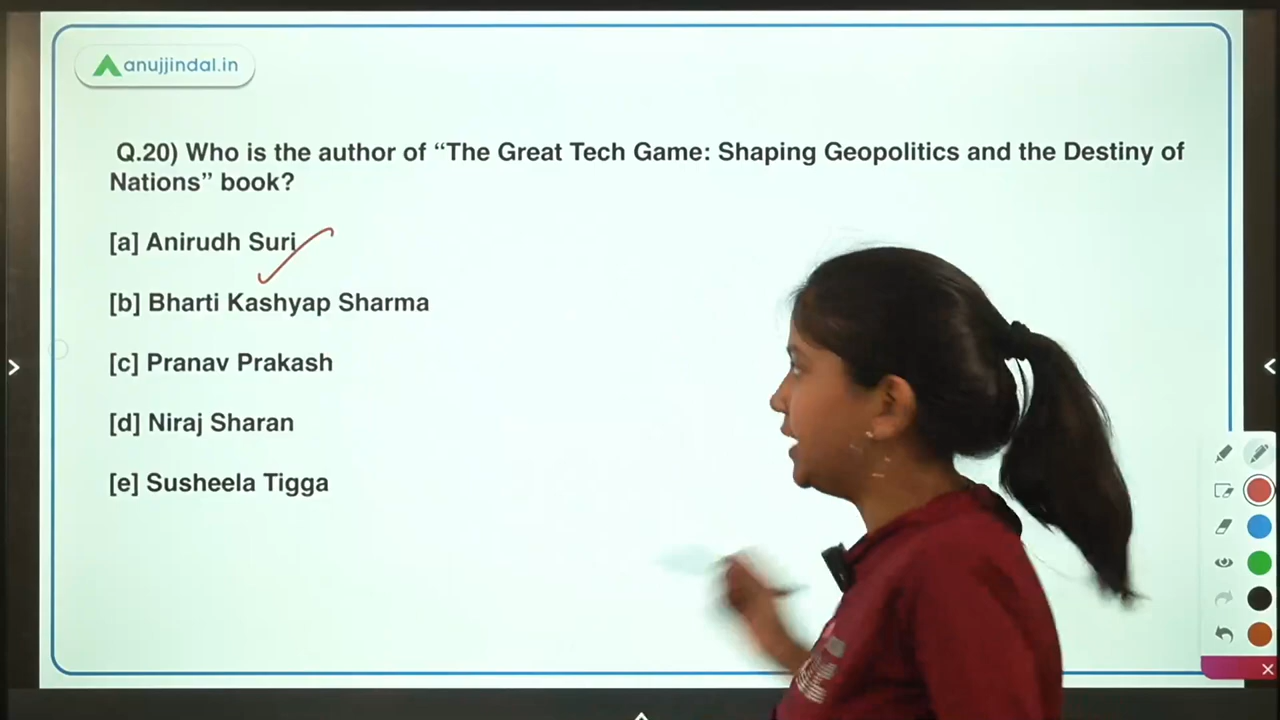 anujjindal.in
Q.20) Who is the author of “The Great Tech Game: Shaping Geopolitics and the Destiny of
Nations” book?
[a] Anirudh Suri
[b] Bharti Kashyap Sharma
[c] Pranav Prakash
[d] Niraj Sharan
[e] Susheela Tigga